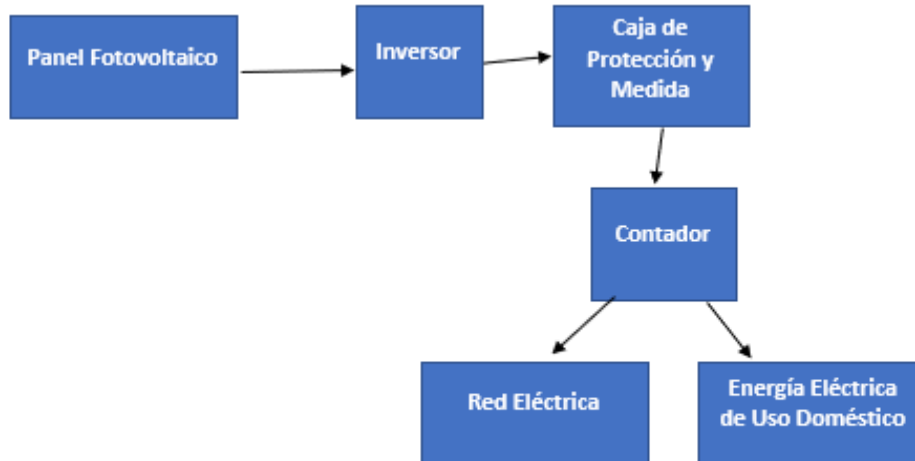 Panel Fotovoltaico
Inversor
Caja de
Protección y
Medida
Contador
Red Eléctrica
Energía Eléctrica
de Uso Doméstico